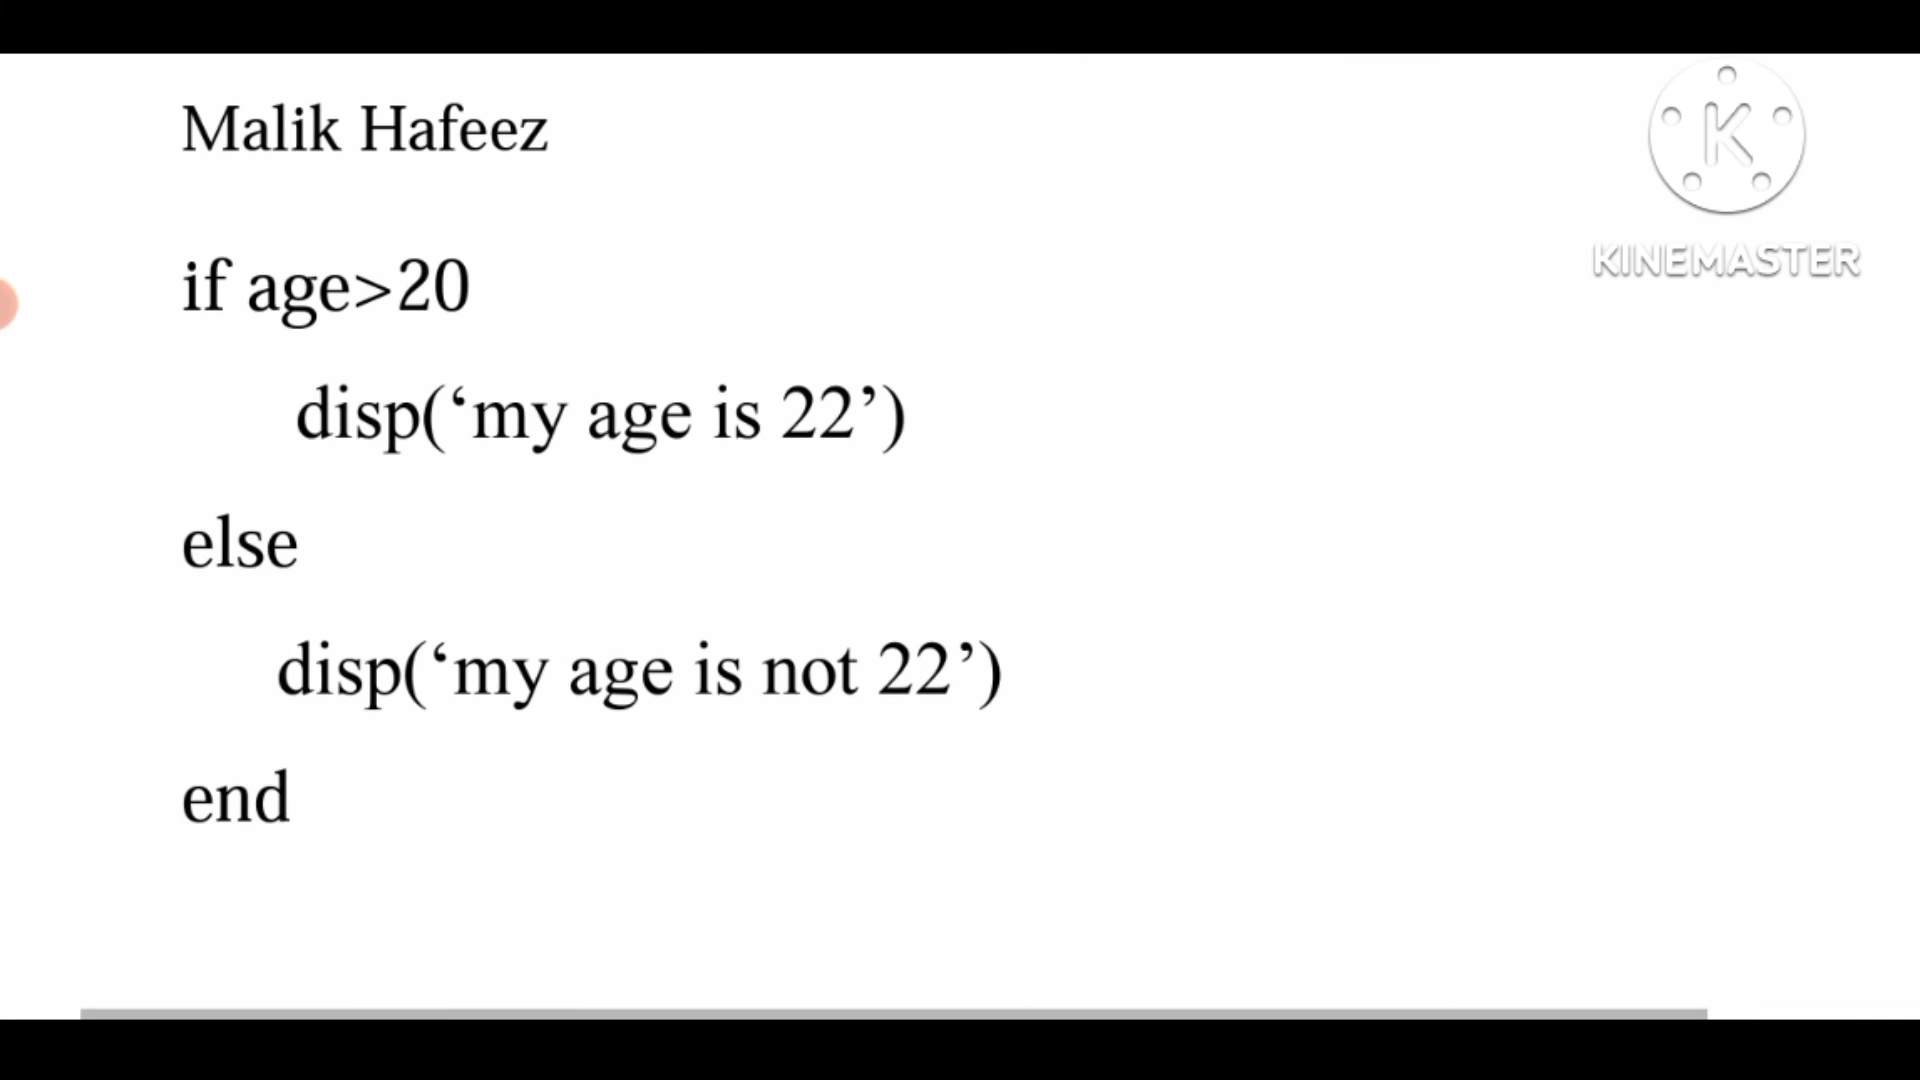 Malik Hafeez
K
KINEMASTER
if age>20
disp(‘my age is 22’)
else
disp(‘my age is not 22’)
end